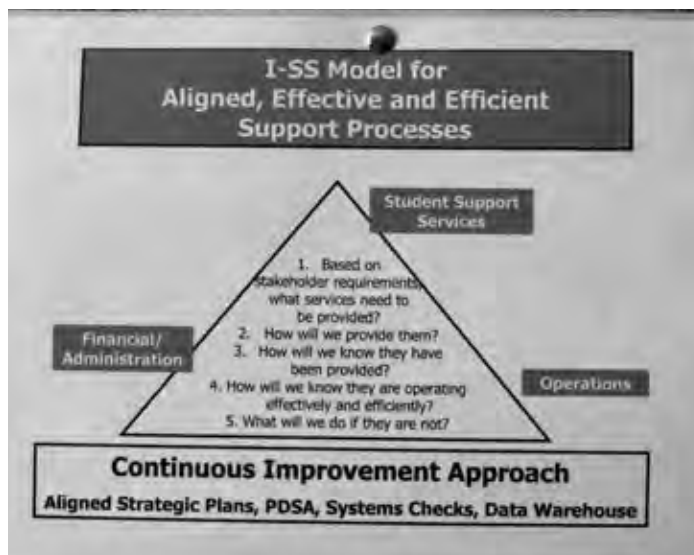 I-SS Model for
Aligned, Effective and Efficient
Support Processes
Student Support
Services
1. Based on
stakeholder requirements,
what services need to
be provided?
Financial/
Administration
2. How will we provide them?
3. How will we know they have
been provided?
4. How will we know they are operating
effectively and efficiently?
5. What will we do if they are not?
Operations
Continuous Improvement Approach
Aligned Strategic Plans, PDSA, Systems Checks, Data Warehouse